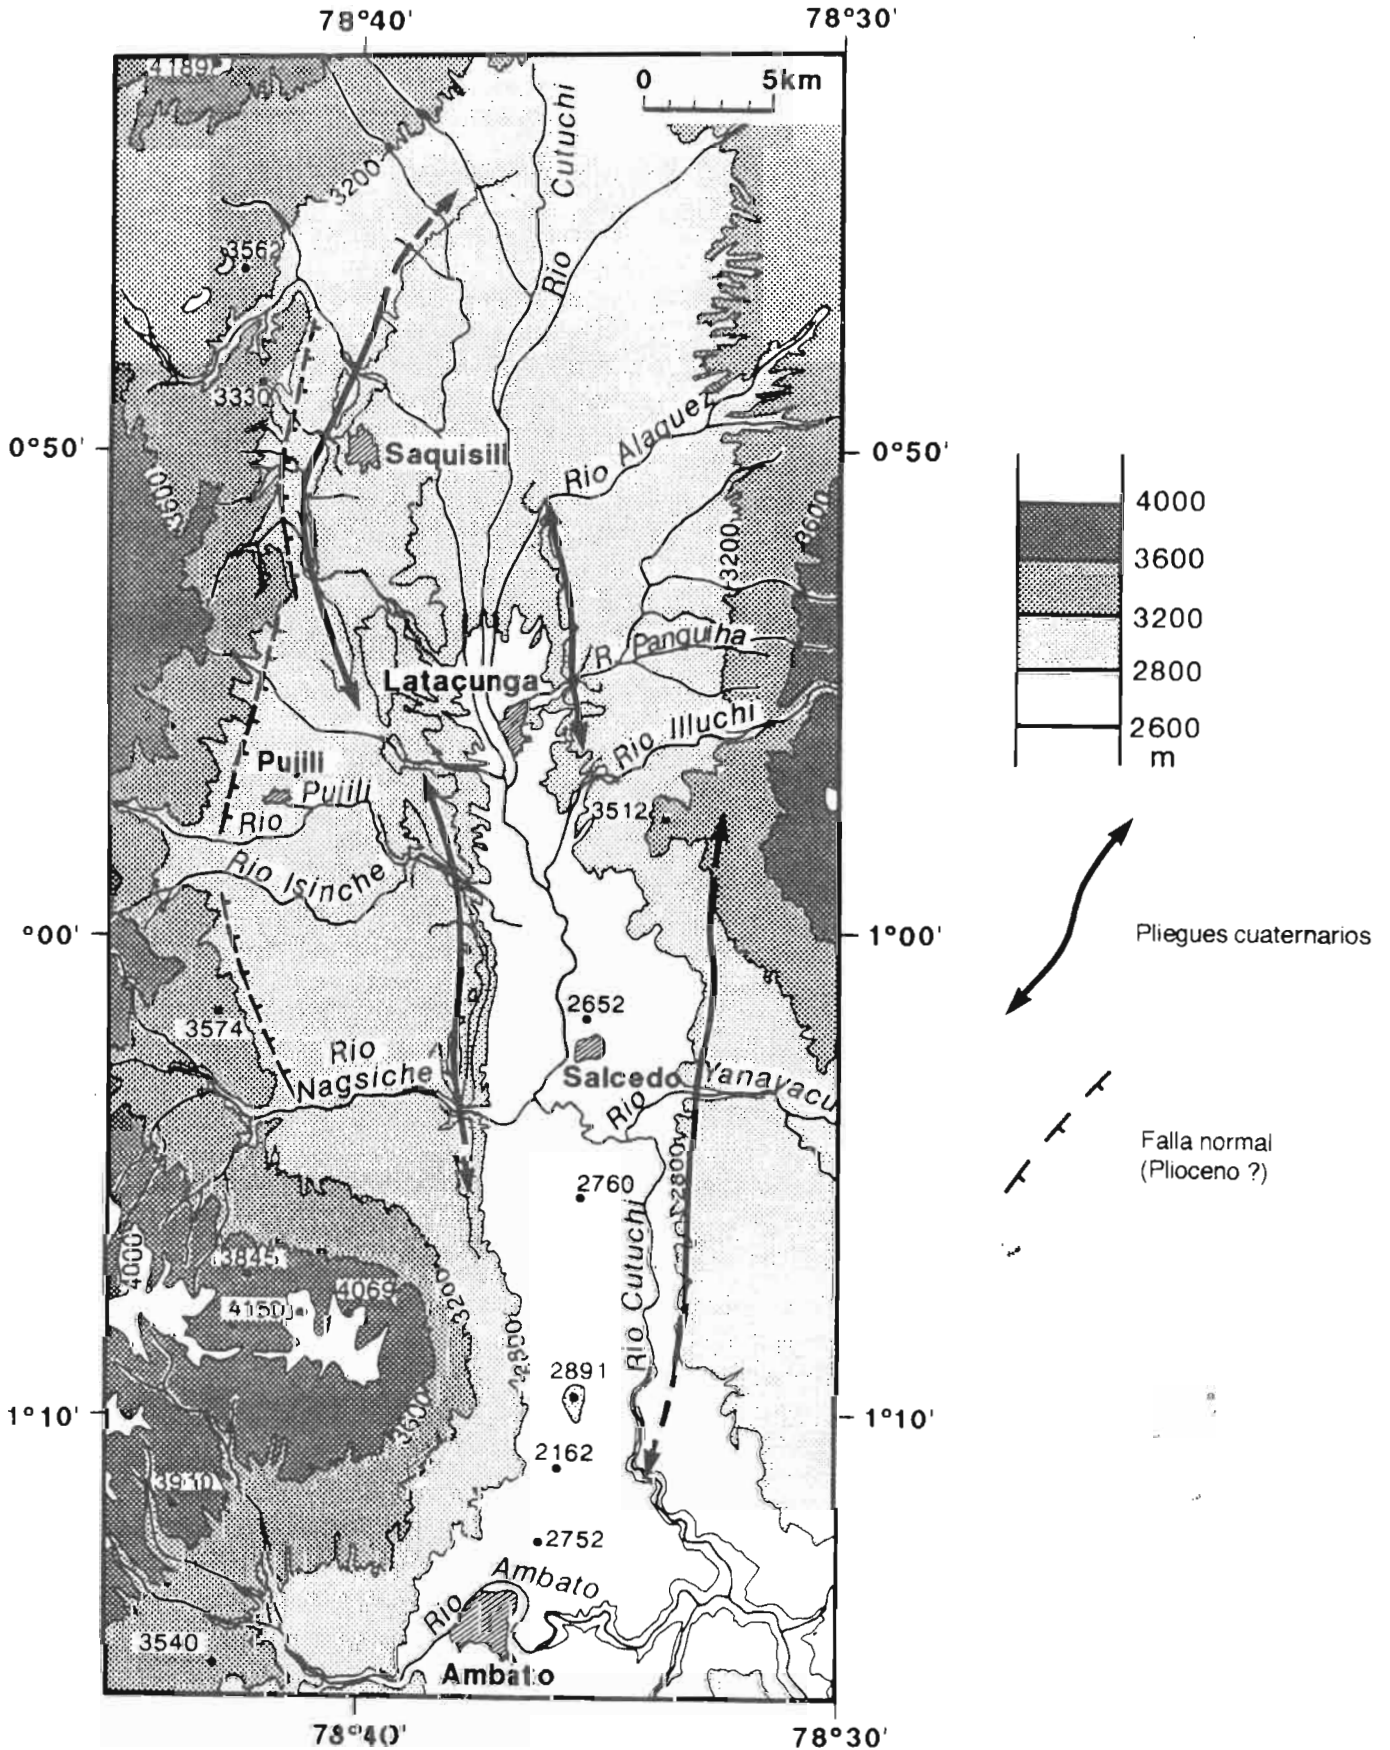 78°40'
78°30'
4189
0
5km
Cutuchi
3200
3562
Rio
3330
Rio Alaquez
0°50'
Saquisili
0°50'
3600
3200
3600
4000
3600
3200
2800
2600
m
R. Panguiha
Latacunga
Rio Illuchi
Pujili
Pujili
Rio
3512
Rio Isinche
Pliegues cuaternarios
°00'
1°00'
2652
3574
Rio
Nagsiche
Salcedo
Yanayacu
Rio
Falla normal
(Plioceno ?)
2760
2800
Rio Cutuchi
4000
3845
4069
4150
3200
2800
2891
1°10'
3600
1°10'
2162
3910
2752
Ambato
Rio
3540
Ambato
78°40'
78°30'